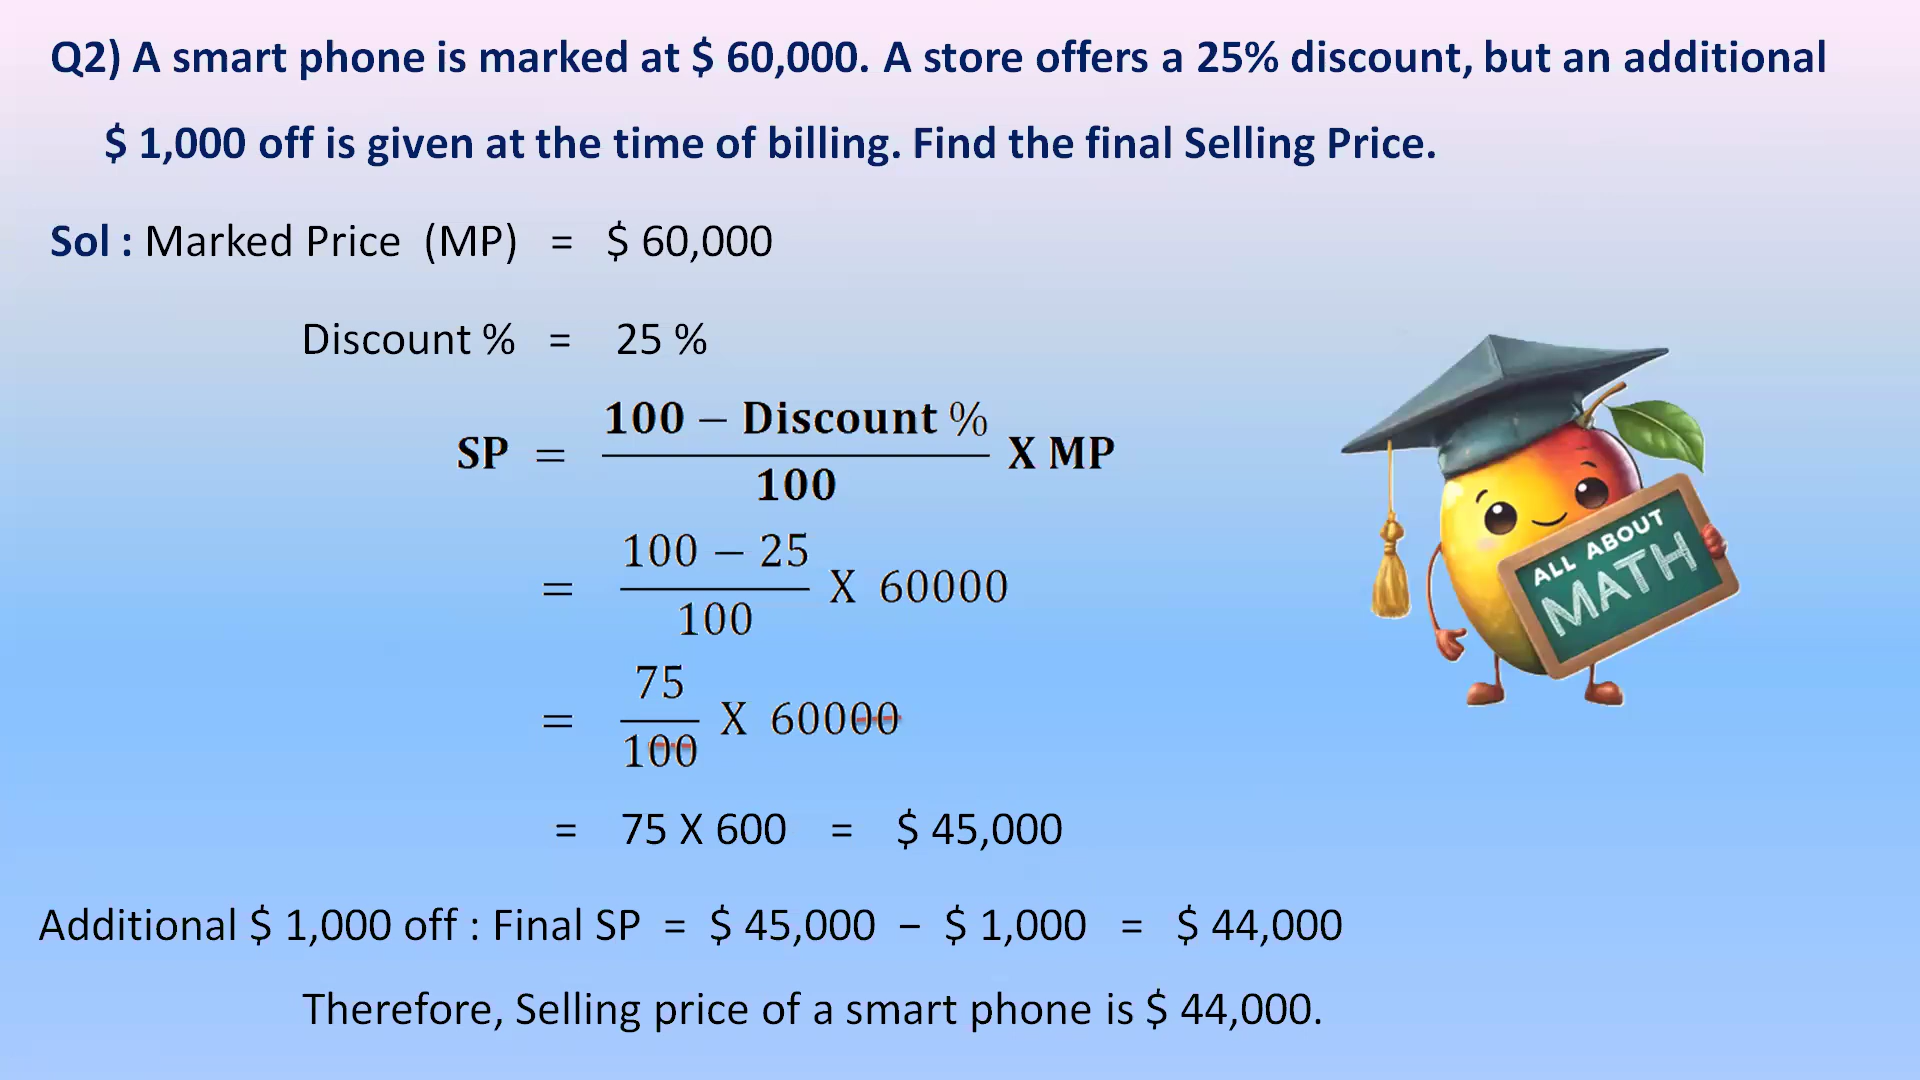 Q2) A smart phone is marked at $ 60,000. A store offers a 25% discount, but an additional
$ 1,000 off is given at the time of billing. Find the final Selling Price.
Sol : Marked Price (MP) = $ 60,000
Discount % = 25 %
SP = 100 – Discount % / 100 X MP
= 100 – 25 / 100 X 60000
= 75 / 100 X 60000
= 75 X 600 = $ 45,000
Additional $ 1,000 off : Final SP = $ 45,000 – $ 1,000 = $ 44,000
Therefore, Selling price of a smart phone is $ 44,000.
ALL ABOUT
MATH